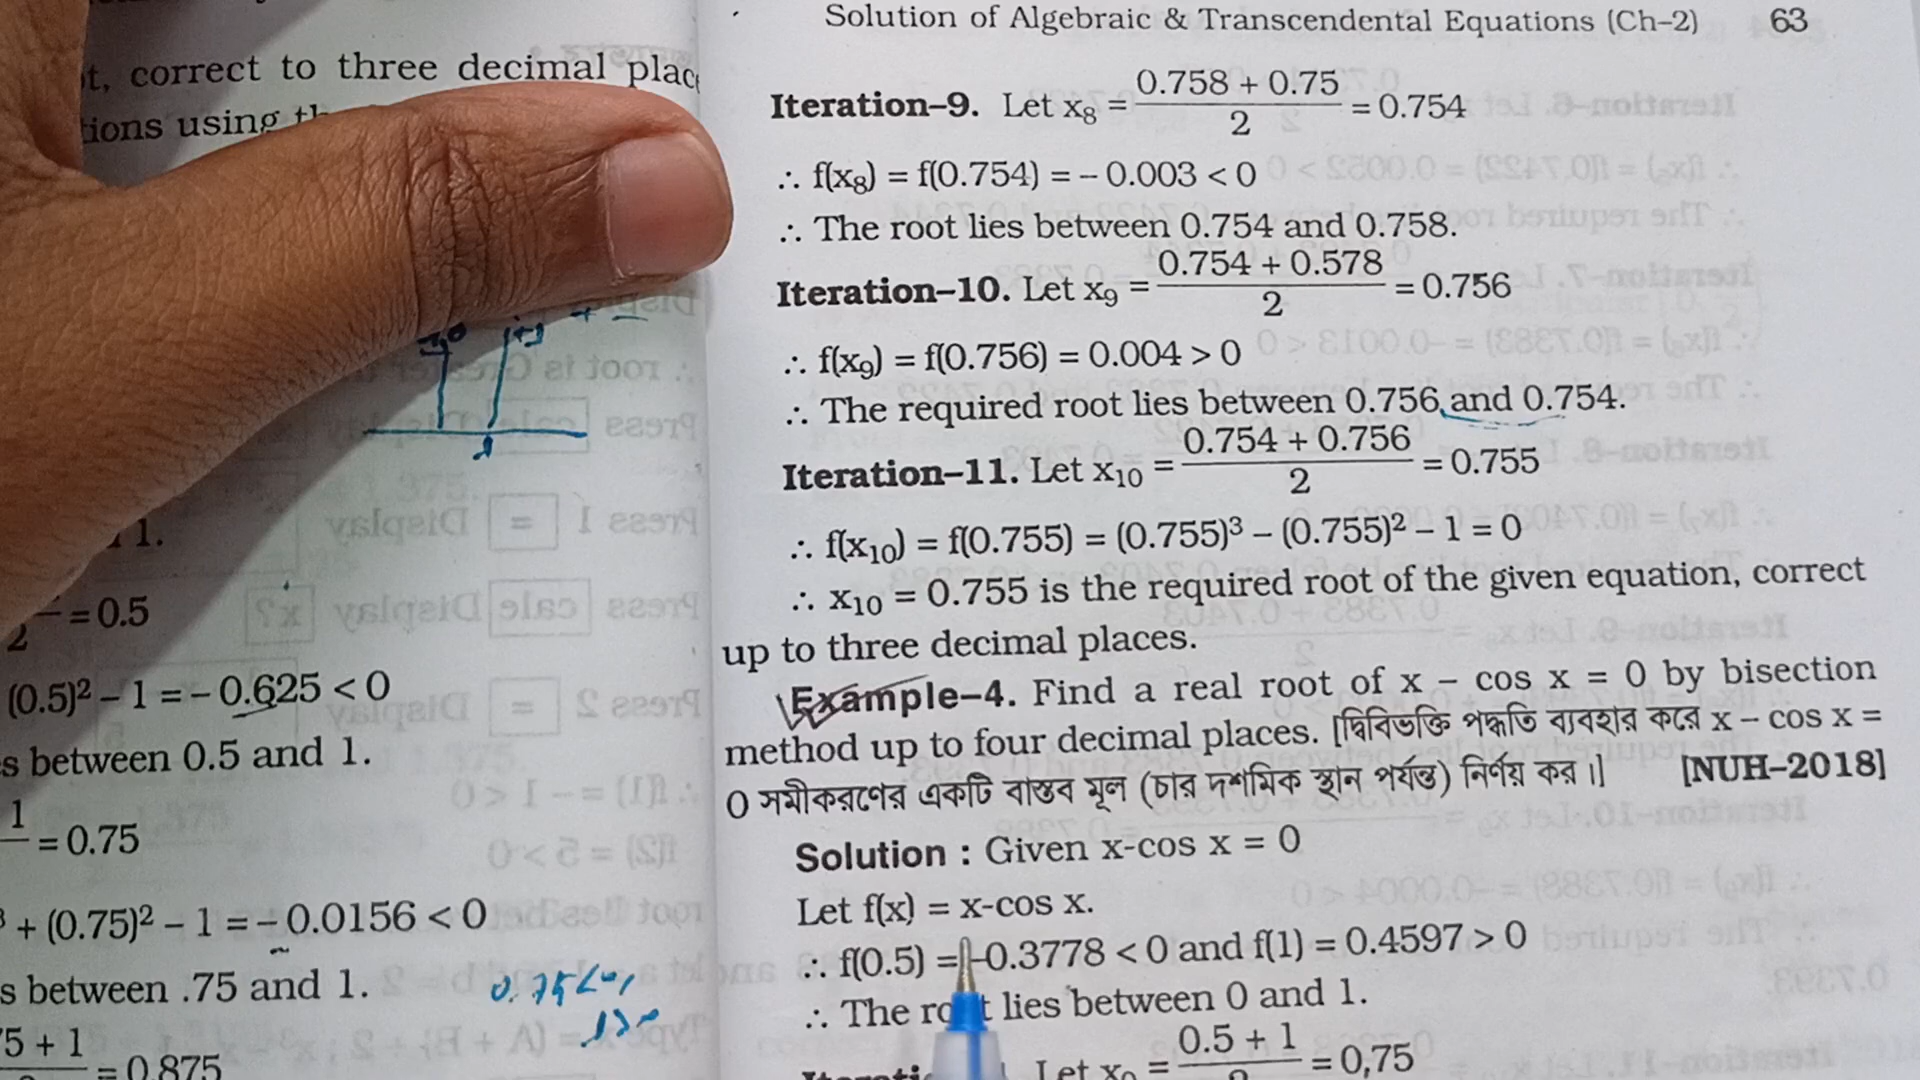 correct to three decimal
ions using
1.
2 = 0.5
(0.5)² – 1 = – 0.625 < 0
s between 0.5 and 1.
1 = 0.75
+ (0.75)² – 1 = – 0.0156 < 0
s between .75 and 1.
5 + 1 = 0.875
Solution of Algebraic & Transcendental Equations (Ch–2) 63
Iteration–9. Let x₈ = (0.758 + 0.75)/2 = 0.754
∴ f(x₈) = f(0.754) = – 0.003 < 0
∴ The root lies between 0.754 and 0.758.
Iteration–10. Let x₉ = (0.754 + 0.578)/2 = 0.756
∴ f(x₉) = f(0.756) = 0.004 > 0
∴ The required root lies between 0.756 and 0.754.
Iteration–11. Let x₁₀ = (0.754 + 0.756)/2 = 0.755
∴ f(x₁₀) = f(0.755) = (0.755)³ – (0.755)² – 1 = 0
∴ x₁₀ = 0.755 is the required root of the given equation, correct
up to three decimal places.
Example–4. Find a real root of x – cos x = 0 by bisection
method up to four decimal places. [দ্বিবিভক্তি পদ্ধতি ব্যবহার করে x – cos x =
0 সমীকরণের একটি বাস্তব মূল (চার দশমিক স্থান পর্যন্ত) নির্ণয় কর।] [NUH–2018]
Solution : Given x-cos x = 0
Let f(x) = x-cos x.
∴ f(0.5) = –0.3778 < 0 and f(1) = 0.4597 > 0
∴ The root lies between 0 and 1.
Let x₀ = (0.5 + 1) = 0,75